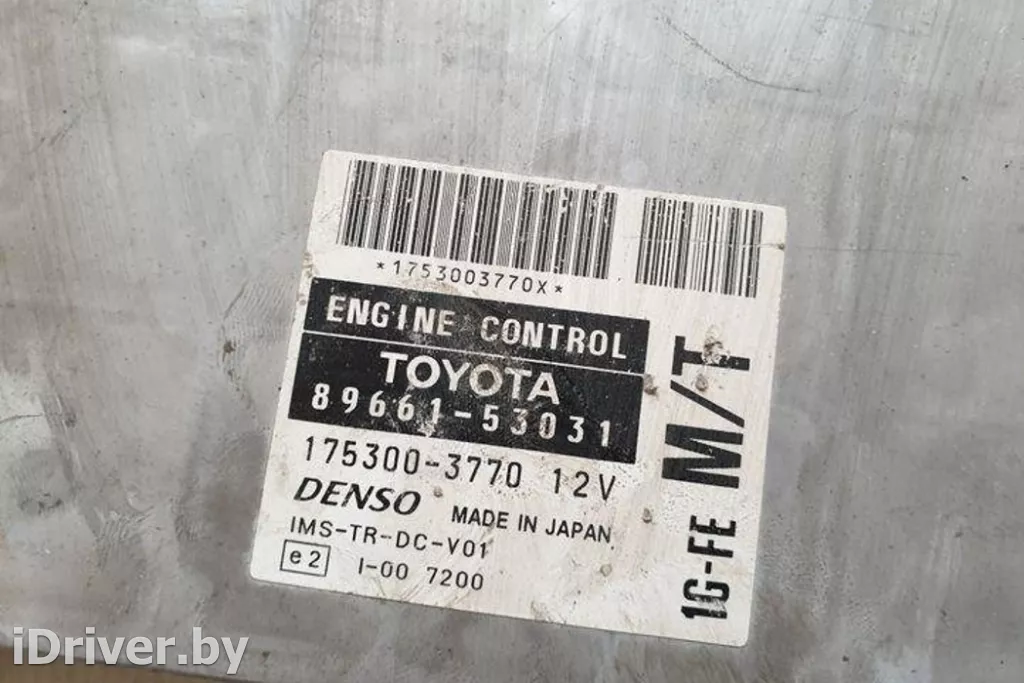 *1753003770X*
ENGINE CONTROL
TOYOTA
89661-53031
175300-3770 12V
DENSO MADE IN JAPAN
IMS-TR-DC-V01
e2 I-00 7200
1G-FE M/T
iDriver.by